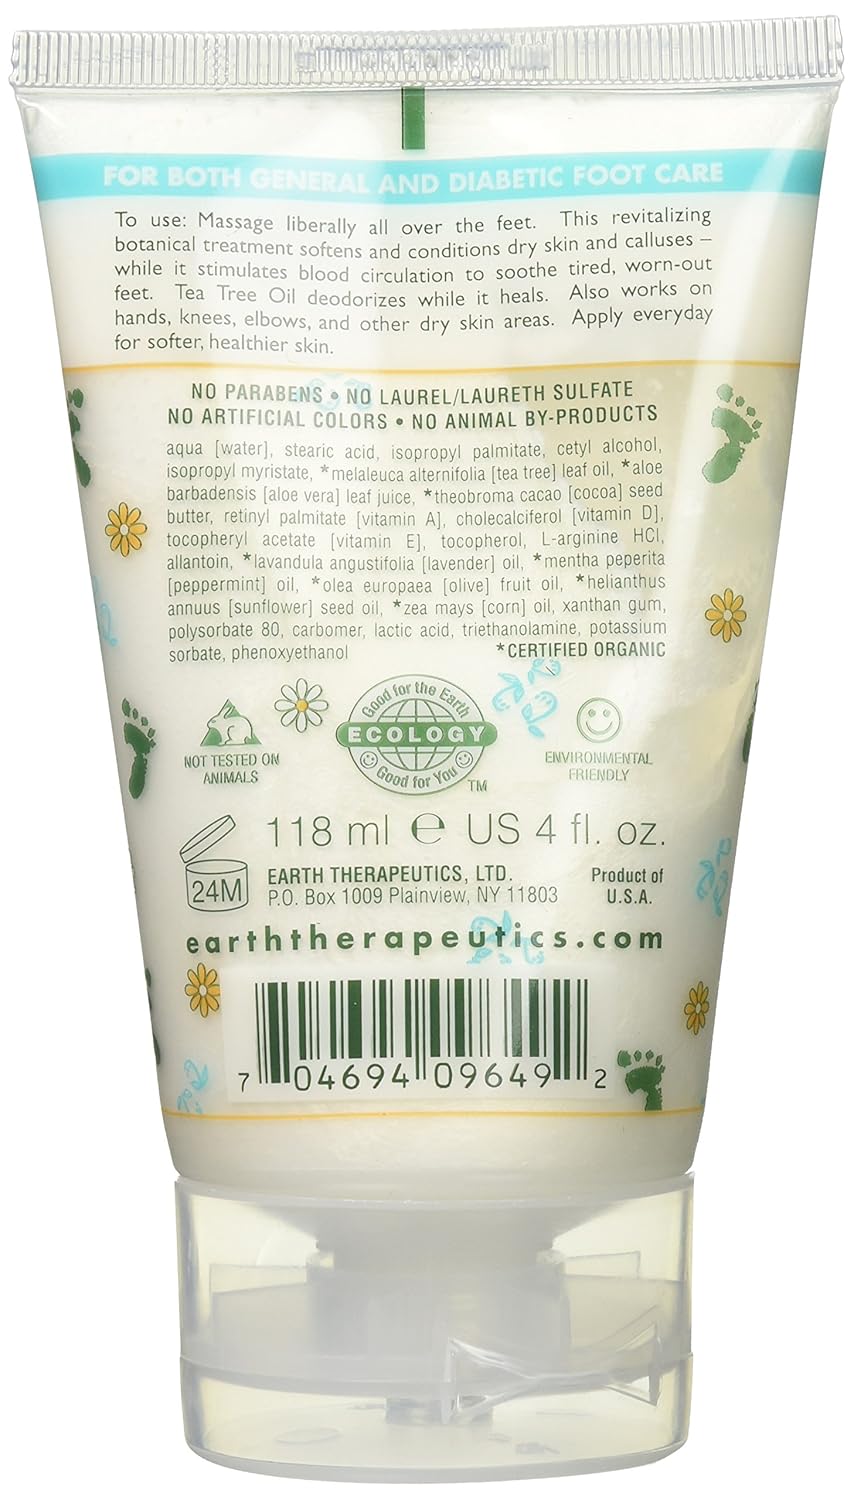 FOR BOTH GENERAL AND DIABETIC FOOT CARE
To use: Massage liberally all over the feet. This revitalizing
botanical treatment softens and conditions dry skin and calluses –
while it stimulates blood circulation to soothe tired, worn-out
feet. Tea Tree Oil deodorizes while it heals. Also works on
hands, knees, elbows, and other dry skin areas. Apply everyday
for softer, healthier skin.
NO PARABENS • NO LAUREL/LAURETH SULFATE
NO ARTIFICIAL COLORS • NO ANIMAL BY-PRODUCTS
aqua [water], stearic acid, isopropyl palmitate, cetyl alcohol,
isopropyl myristate, *melaleuca alternifolia [tea tree] leaf oil, *aloe
barbadensis [aloe vera] leaf juice, *theobroma cacao [cocoa] seed
butter, retinyl palmitate [vitamin A], cholecalciferol [vitamin D],
tocopheryl acetate [vitamin E], tocopherol, L-arginine HCl,
allantoin, *lavandula angustifolia [lavender] oil, *mentha peperita
[peppermint] oil, *olea europaea [olive] fruit oil, *helianthus
annuus [sunflower] seed oil, *zea mays [corn] oil, xanthan gum,
polysorbate 80, carbomer, lactic acid, triethanolamine, potassium
sorbate, phenoxyethanol *CERTIFIED ORGANIC
Good for the Earth
ECOLOGY
Good for You
TM
NOT TESTED ON
ANIMALS
ENVIRONMENTAL
FRIENDLY
118 ml ℮ US 4 fl. oz.
24M
EARTH THERAPEUTICS, LTD.
P.O. Box 1009 Plainview, NY 11803
Product of
U.S.A.
earththerapeutics.com
7 04694 09649 2